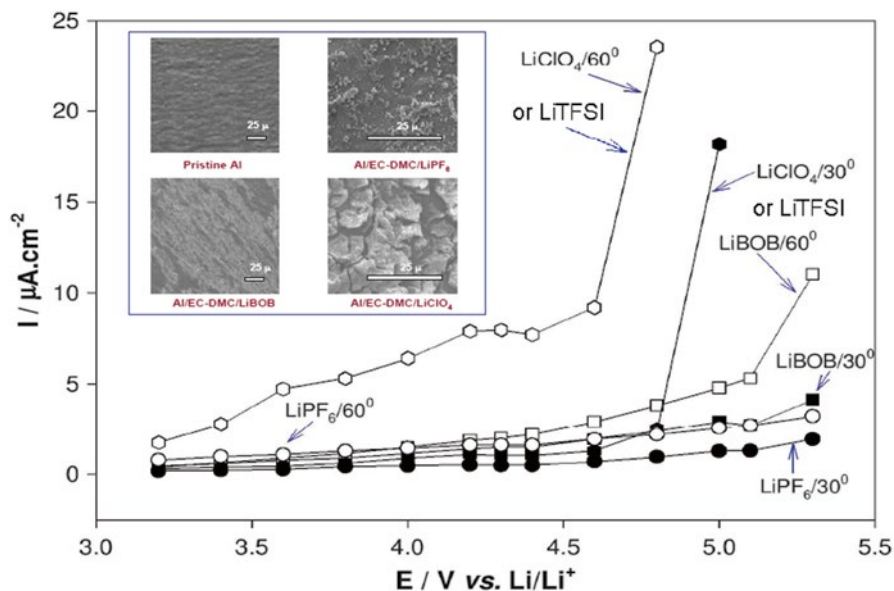 25
20
15
10
5
0
I / µA.cm⁻²
3.0
3.5
4.0
4.5
5.0
5.5
E / V vs. Li/Li⁺
25 µ
Pristine Al
25 µ
Al/EC-DMC/LiPF₆
25 µ
Al/EC-DMC/LiBOB
25 µ
Al/EC-DMC/LiClO₄
LiClO₄/60⁰
or LiTFSI
LiClO₄/30⁰
or LiTFSI
LiBOB/60⁰
LiBOB/30⁰
LiPF₆/60⁰
LiPF₆/30⁰